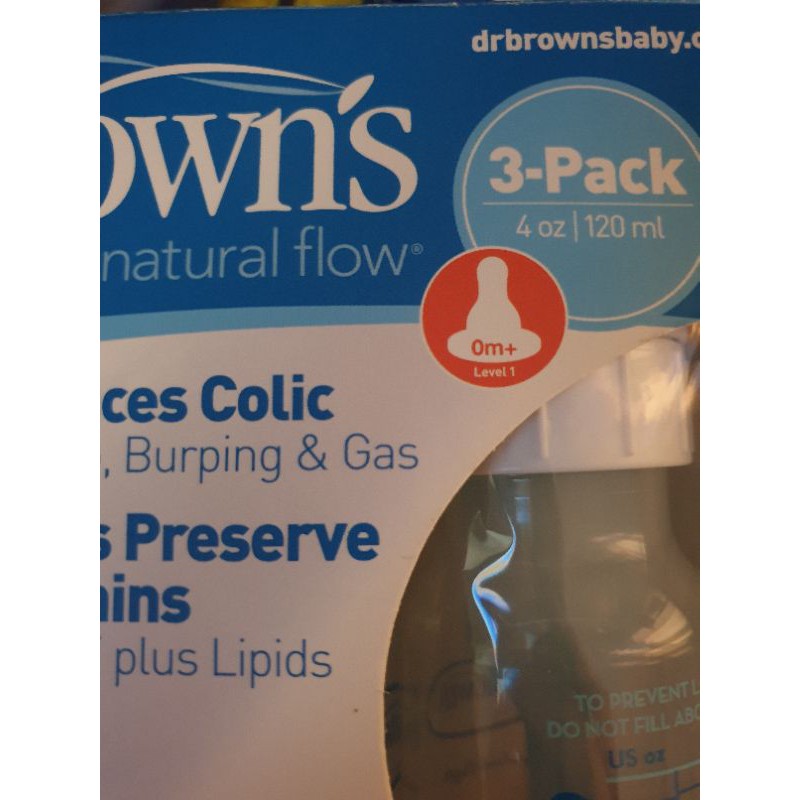 drbrownsbaby.c
own's
natural flow®
3-Pack
4 oz | 120 ml
0m+
Level 1
ces Colic
, Burping & Gas
s Preserve
ins
plus Lipids
TO PREVENT L
DO NOT FILL ABO
US oz